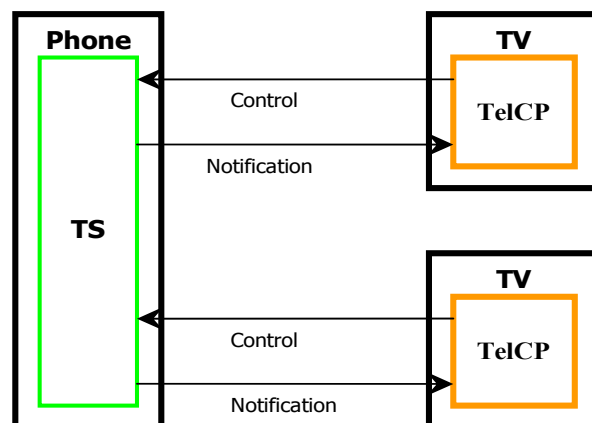 Phone
TV
Control
TelCP
Notification
TS
TV
Control
TelCP
Notification